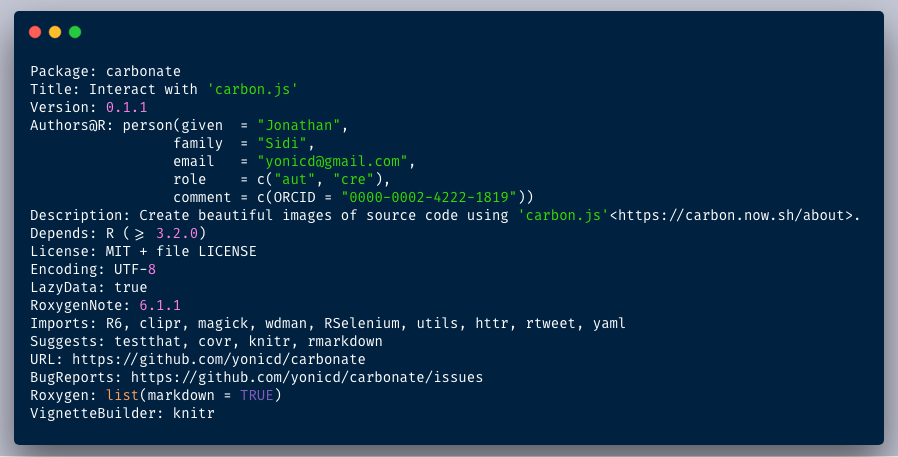 Package: carbonate
Title: Interact with 'carbon.js'
Version: 0.1.1
Authors@R: person(given  = "Jonathan",
                 family  = "Sidi",
                 email   = "yonicd@gmail.com",
                 role    = c("aut", "cre"),
                 comment = c(ORCID = "0000-0002-4222-1819"))
Description: Create beautiful images of source code using 'carbon.js'<https://carbon.now.sh/about>.
Depends: R (>= 3.2.0)
License: MIT + file LICENSE
Encoding: UTF-8
LazyData: true
RoxygenNote: 6.1.1
Imports: R6, clipr, magick, wdman, RSelenium, utils, httr, rtweet, yaml
Suggests: testthat, covr, knitr, rmarkdown
URL: https://github.com/yonicd/carbonate
BugReports: https://github.com/yonicd/carbonate/issues
Roxygen: list(markdown = TRUE)
VignetteBuilder: knitr